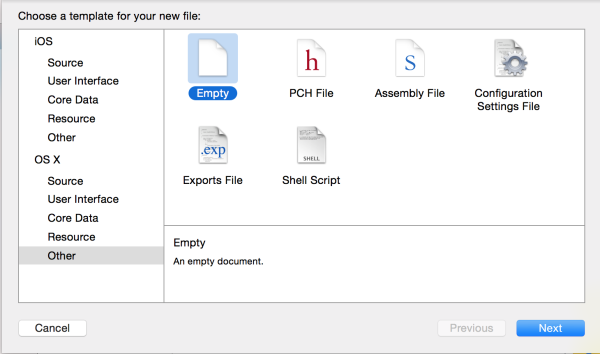 Choose a template for your new file:
iOS
Source
User Interface
Core Data
Resource
Other
OS X
Source
User Interface
Core Data
Resource
Other
h
s
Empty
PCH File
Assembly File
Configuration
Settings File
.exp
SHELL
Exports File
Shell Script
Empty
An empty document.
Cancel
Previous
Next